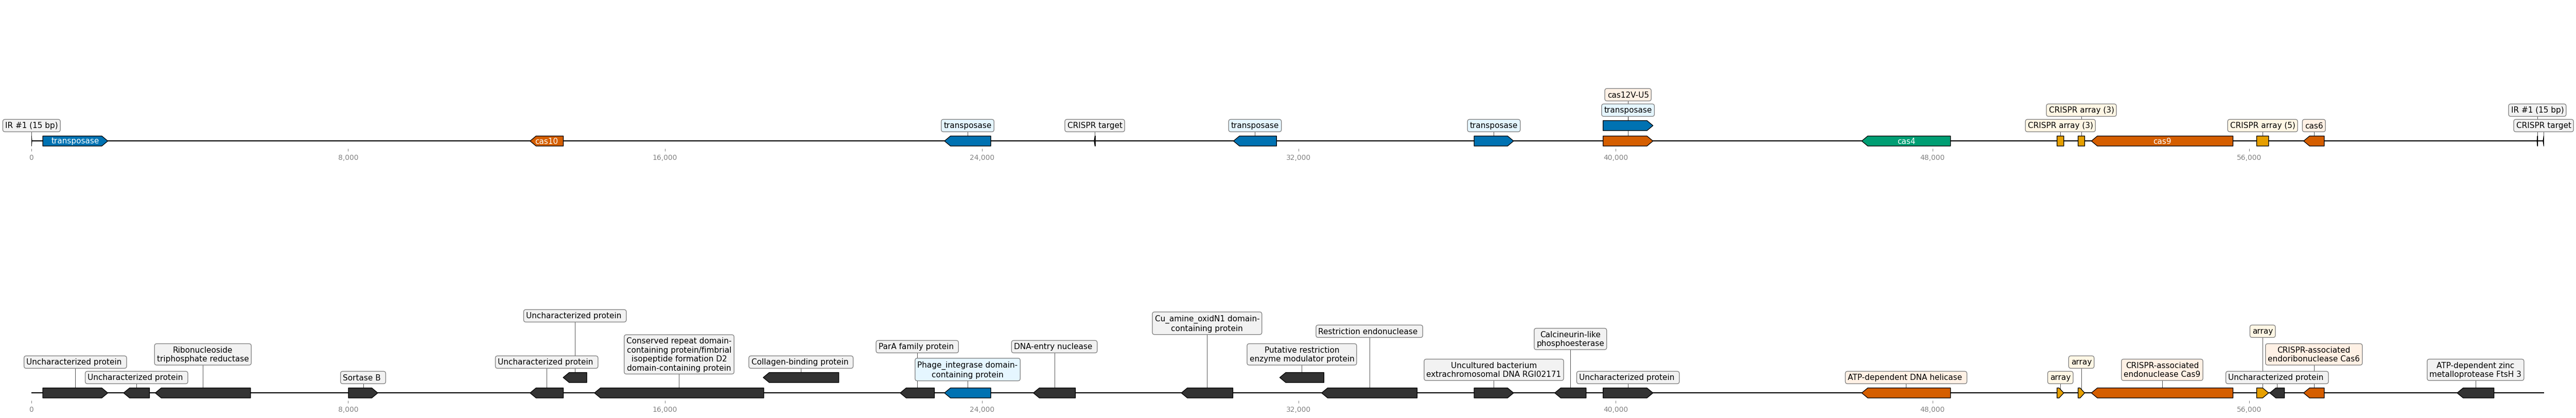 cas12V-U5
CRISPR array (3)
IR #1 (15 bp)
transposase
IR #1 (15 bp)
transposase
CRISPR target
transposase
transposase
CRISPR array (3)
CRISPR array (5)
cas6
CRISPR target
transposase
cas10
cas4
cas9
0
8,000
16,000
24,000
32,000
40,000
48,000
56,000
Uncharacterized protein
Cu_amine_oxidN1 domain-
containing protein
Restriction endonuclease
array
Conserved repeat domain-
containing protein/fimbrial
isopeptide formation D2
domain-containing protein
Calcineurin-like
phosphoesterase
Ribonucleoside
triphosphate reductase
ParA family protein
DNA-entry nuclease
Putative restriction
enzyme modulator protein
CRISPR-associated
endoribonuclease Cas6
Uncharacterized protein
Uncharacterized protein
Collagen-binding protein
Phage_integrase domain-
containing protein
Uncultured bacterium
extrachromosomal DNA RGI02171
array
CRISPR-associated
endonuclease Cas9
ATP-dependent zinc
metalloprotease FtsH 3
Uncharacterized protein
Sortase B
Uncharacterized protein
ATP-dependent DNA helicase
array
Uncharacterized protein
0
8,000
16,000
24,000
32,000
40,000
48,000
56,000